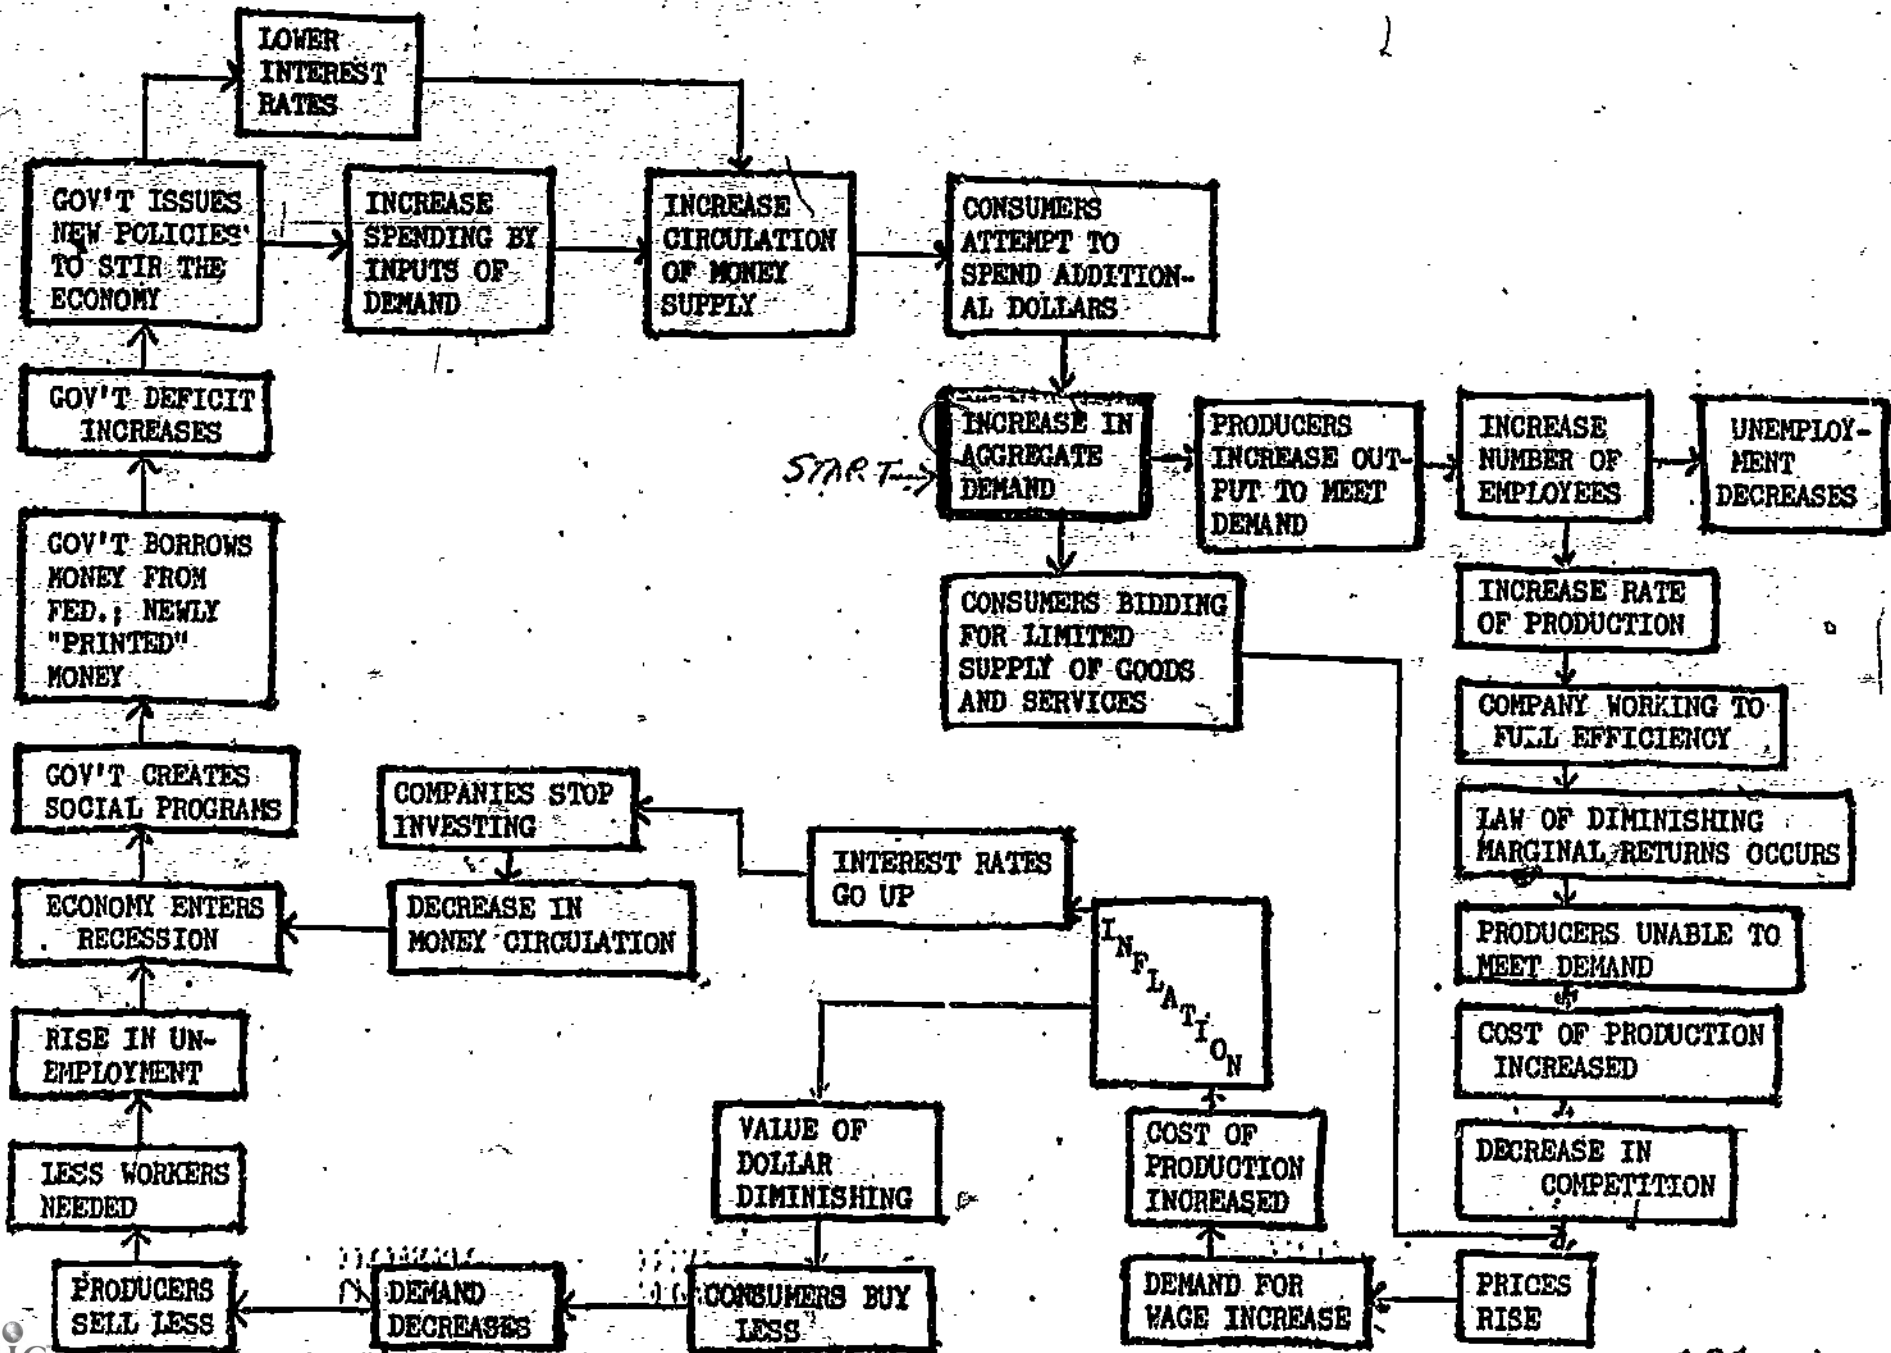 LOWER
INTEREST
RATES
GOV'T ISSUES
NEW POLICIES
TO STIR THE
ECONOMY
INCREASE
SPENDING BY
INPUTS OF
DEMAND
INCREASE
CIRCULATION
OF MONEY
SUPPLY
CONSUMERS
ATTEMPT TO
SPEND ADDITION-
AL DOLLARS
GOV'T DEFICIT
INCREASES
START
INCREASE IN
AGGREGATE
DEMAND
PRODUCERS
INCREASE OUT-
PUT TO MEET
DEMAND
INCREASE
NUMBER OF
EMPLOYEES
UNEMPLOY-
MENT
DECREASES
GOV'T BORROWS
MONEY FROM
FED.; NEWLY
"PRINTED"
MONEY
CONSUMERS BIDDING
FOR LIMITED
SUPPLY OF GOODS
AND SERVICES
INCREASE RATE
OF PRODUCTION
COMPANY WORKING TO
FULL EFFICIENCY
GOV'T CREATES
SOCIAL PROGRAMS
COMPANIES STOP
INVESTING
INTEREST RATES
GO UP
LAW OF DIMINISHING
MARGINAL RETURNS OCCURS
ECONOMY ENTERS
RECESSION
DECREASE IN
MONEY CIRCULATION
INFLATION
PRODUCERS UNABLE TO
MEET DEMAND
RISE IN UN-
EMPLOYMENT
COST OF PRODUCTION
INCREASED
VALUE OF
DOLLAR
DIMINISHING
COST OF
PRODUCTION
INCREASED
DECREASE IN
COMPETITION
LESS WORKERS
NEEDED
PRODUCERS
SELL LESS
DEMAND
DECREASES
CONSUMERS BUY
LESS
DEMAND FOR
WAGE INCREASE
PRICES
RISE